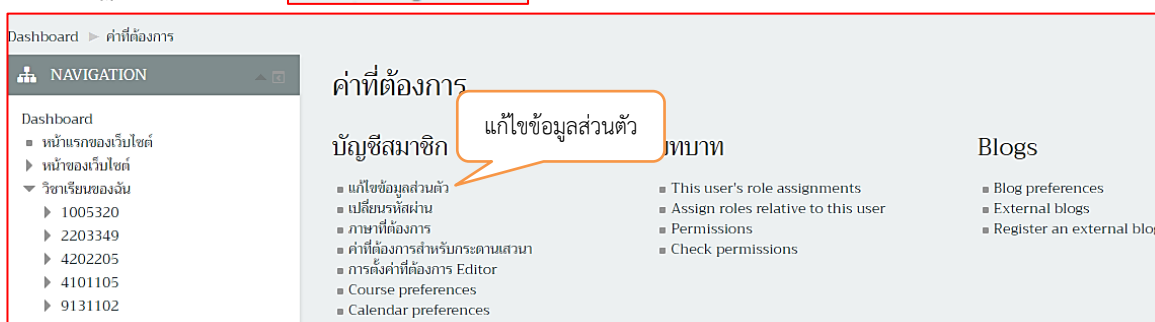 Dashboard ► ค่าที่ต้องการ
NAVIGATION
Dashboard
หน้าแรกของเว็บไซต์
หน้าของเว็บไซต์
วิชาเรียนของฉัน
1005320
2203349
4202205
4101105
9131102
ค่าที่ต้องการ
แก้ไขข้อมูลส่วนตัว
บัญชีสมาชิก
แก้ไขข้อมูลส่วนตัว
เปลี่ยนรหัสผ่าน
ภาษาที่ต้องการ
ค่าที่ต้องการสำหรับกระดานเสวนา
การตั้งค่าที่ต้องการ Editor
Course preferences
Calendar preferences
บทบาท
This user's role assignments
Assign roles relative to this user
Permissions
Check permissions
Blogs
Blog preferences
External blogs
Register an external blog